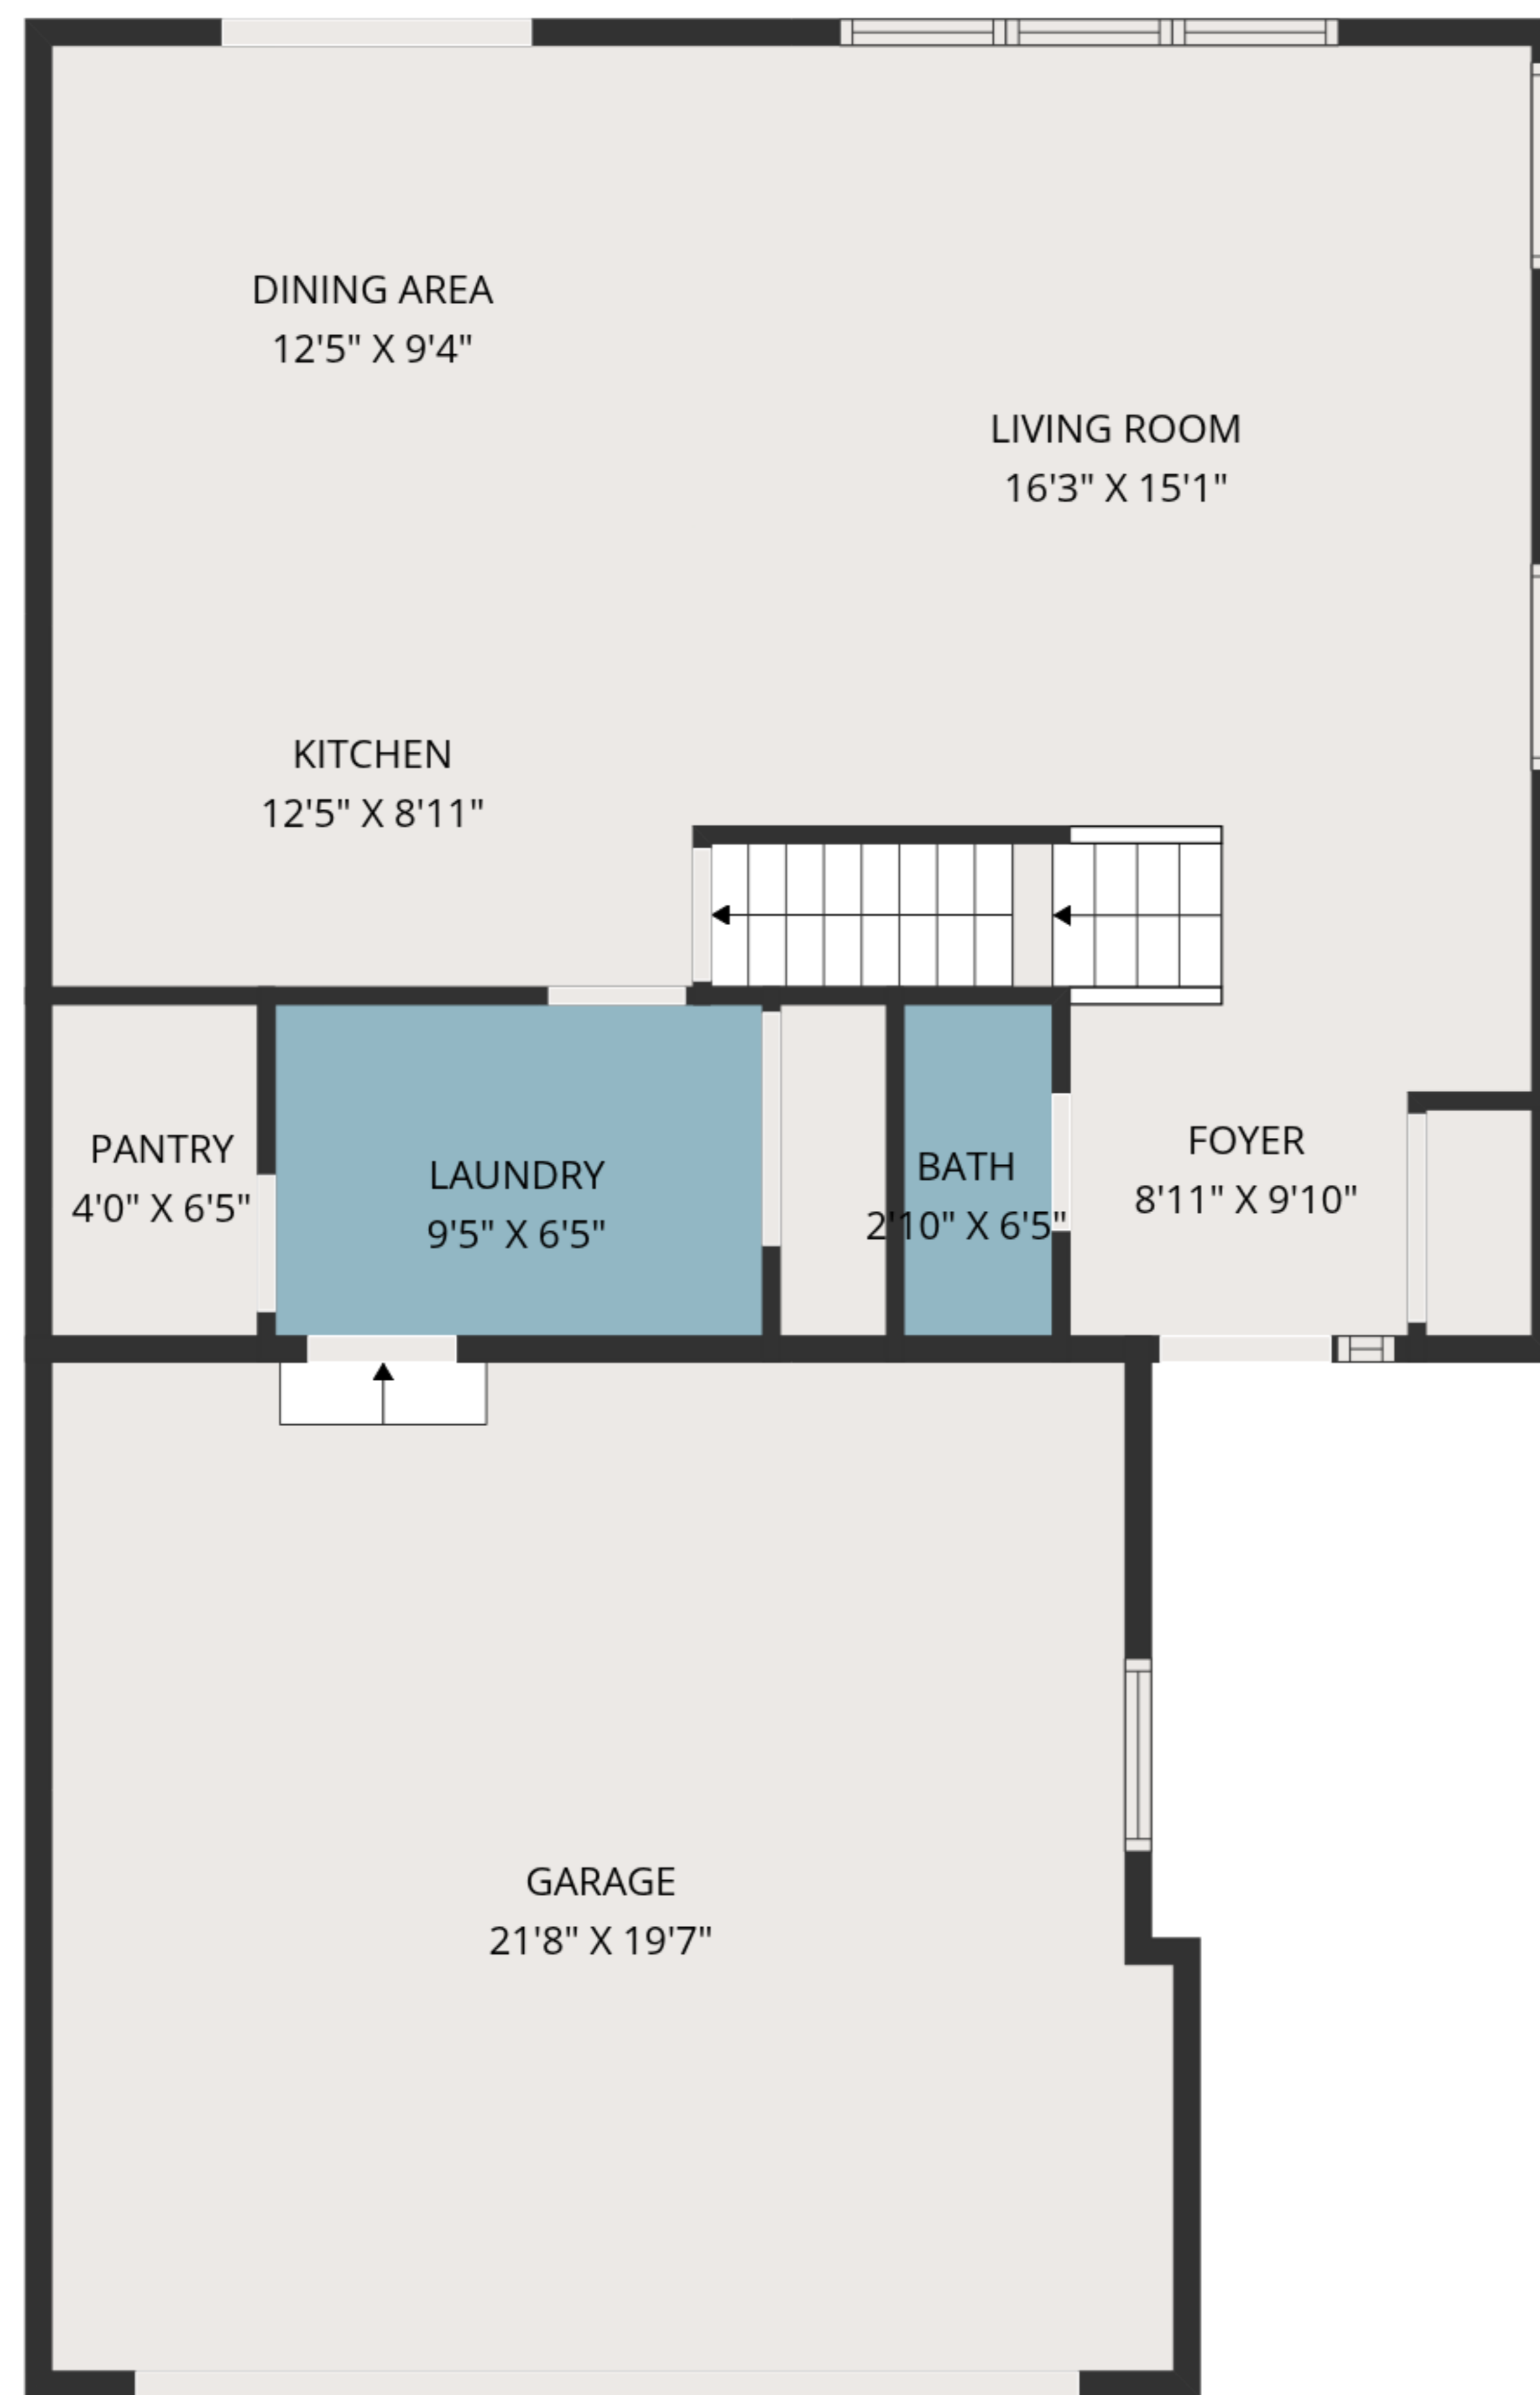 DINING AREA
12'5" X 9'4"
LIVING ROOM
16'3" X 15'1"
KITCHEN
12'5" X 8'11"
PANTRY
4'0" X 6'5"
LAUNDRY
9'5" X 6'5"
BATH
2'10" X 6'5"
FOYER
8'11" X 9'10"
GARAGE
21'8" X 19'7"